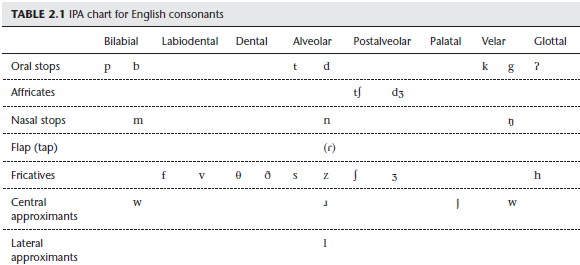 TABLE 2.1 IPA chart for English consonants
Bilabial Labiodental Dental Alveolar Postalveolar Palatal Velar Glottal
Oral stops p b t d k g ʔ
Affricates tʃ dʒ
Nasal stops m n ŋ
Flap (tap) (ɾ)
Fricatives f v θ ð s z ʃ ʒ h
Central approximants w ɹ j w
Lateral approximants l